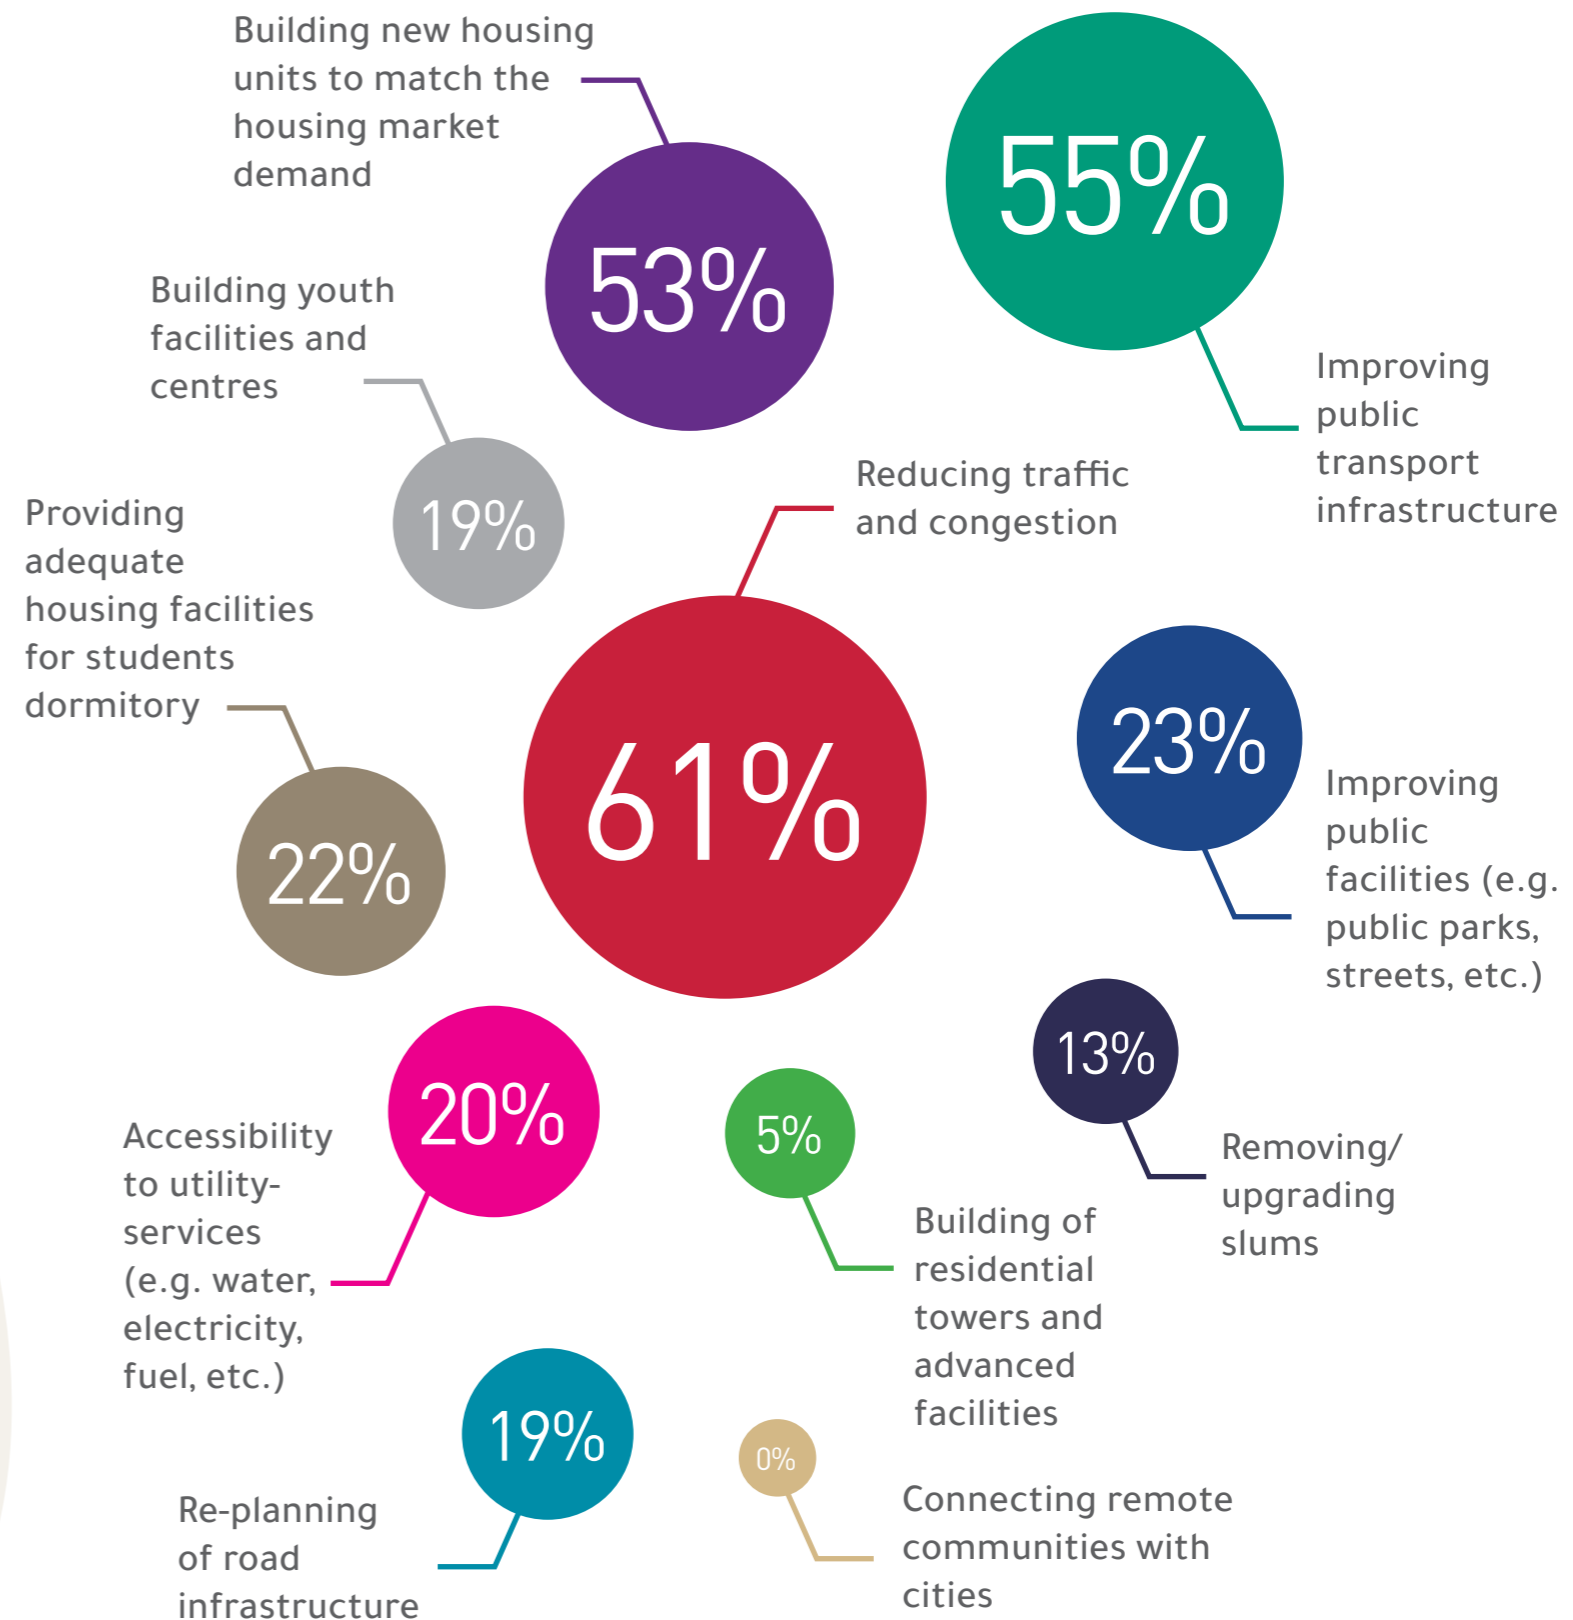 Building new housing
units to match the
housing market
demand
53%
55%
Improving
public
transport
infrastructure
Building youth
facilities and
centres
19%
Reducing traffic
and congestion
61%
Providing
adequate
housing facilities
for students
dormitory
22%
23%
Improving
public
facilities (e.g.
public parks,
streets, etc.)
13%
Removing/
upgrading
slums
20%
Accessibility
to utility-
services
(e.g. water,
electricity,
fuel, etc.)
5%
Building of
residential
towers and
advanced
facilities
19%
Re-planning
of road
infrastructure
0%
Connecting remote
communities with
cities